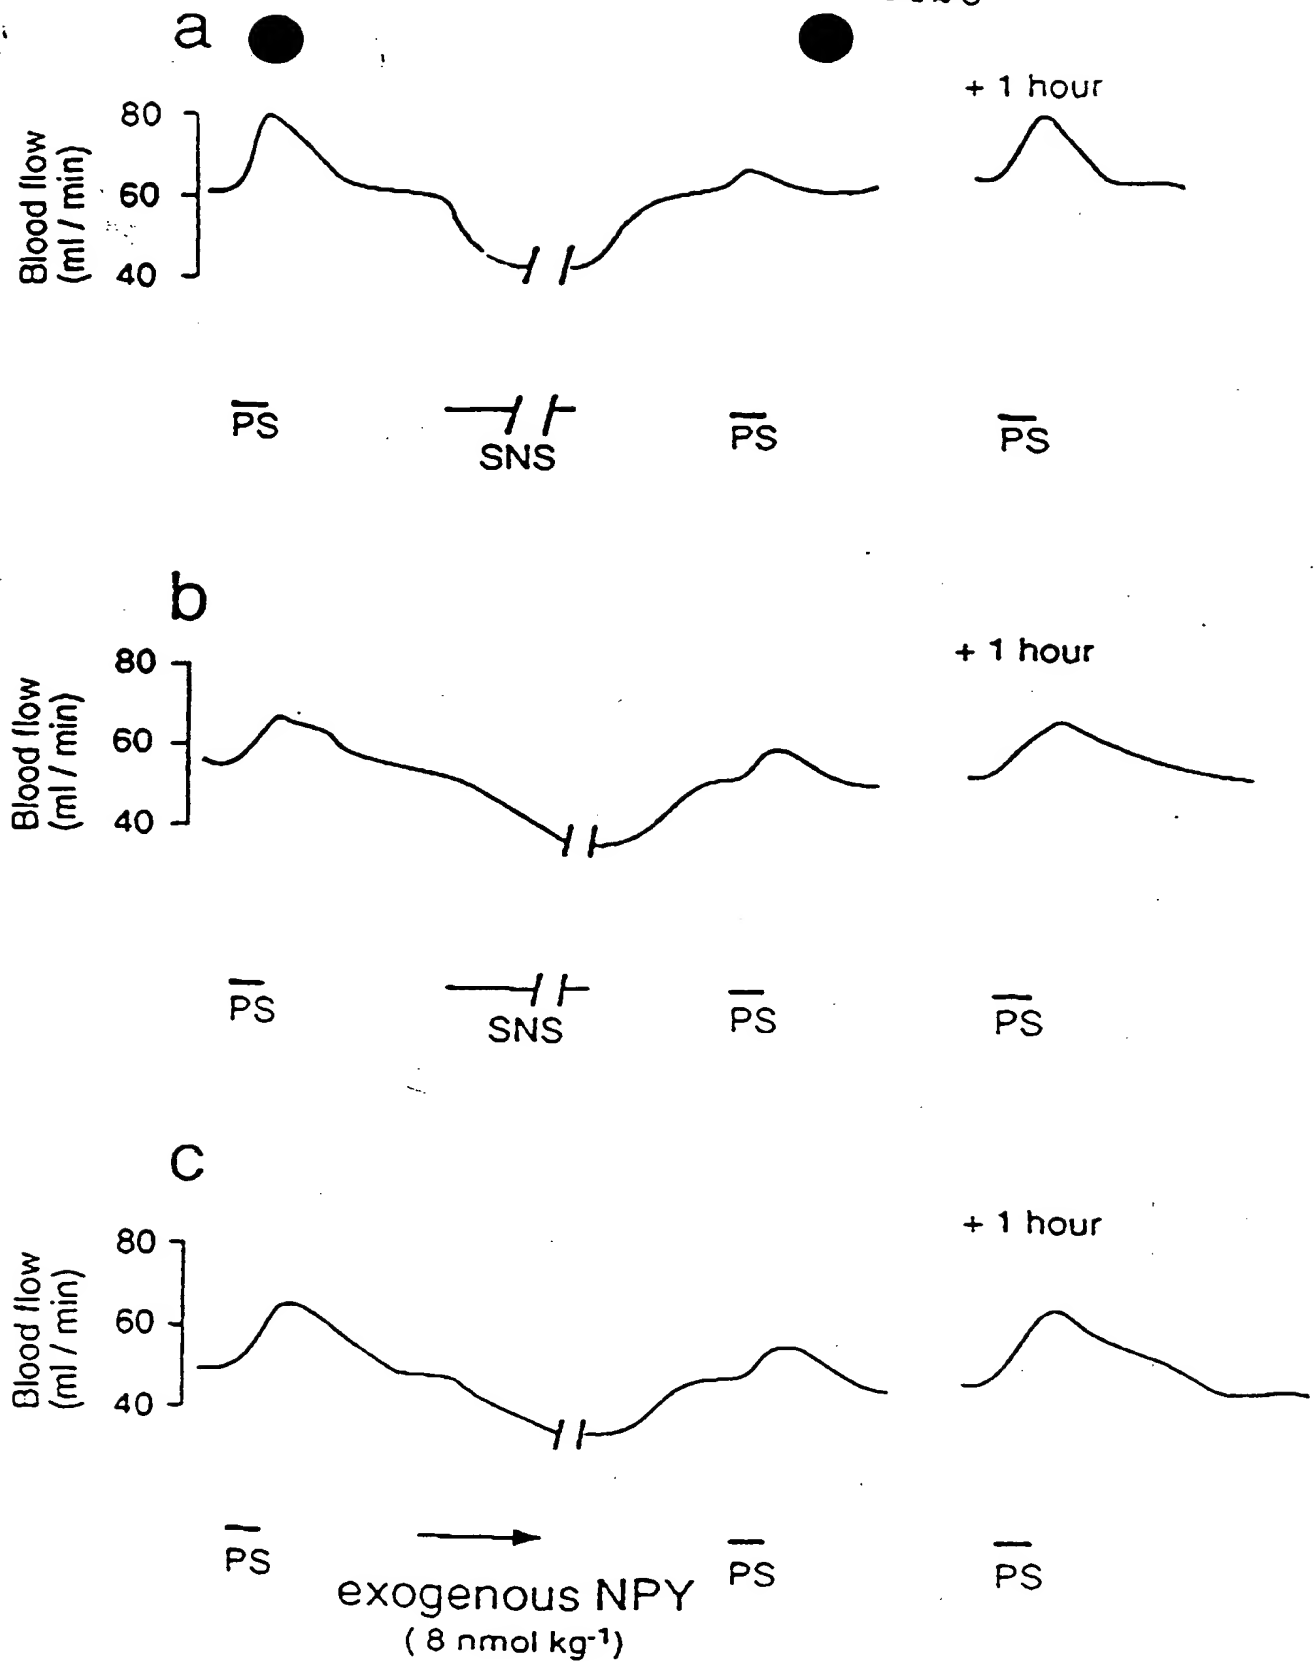 a
+ 1 hour
Blood flow
(ml / min)
80
60
40
PS
SNS
PS
PS
b
+ 1 hour
Blood flow
(ml / min)
80
60
40
PS
SNS
PS
PS
c
+ 1 hour
Blood flow
(ml / min)
80
60
40
PS
exogenous NPY
(8 nmol kg⁻¹)
PS
PS